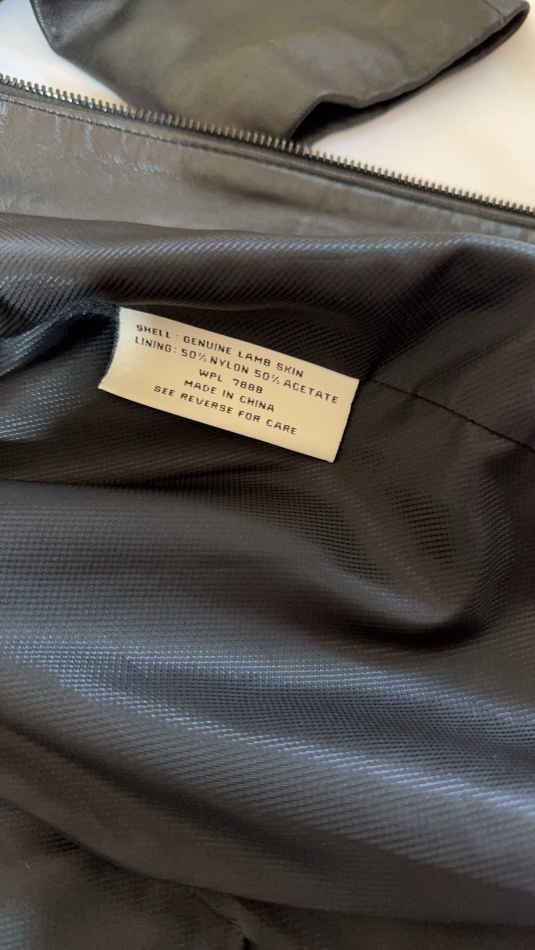 SHELL : GENUINE LAMB SKIN
LINING: 50% NYLON 50% ACETATE
WPL 7888
MADE IN CHINA
SEE REVERSE FOR CARE